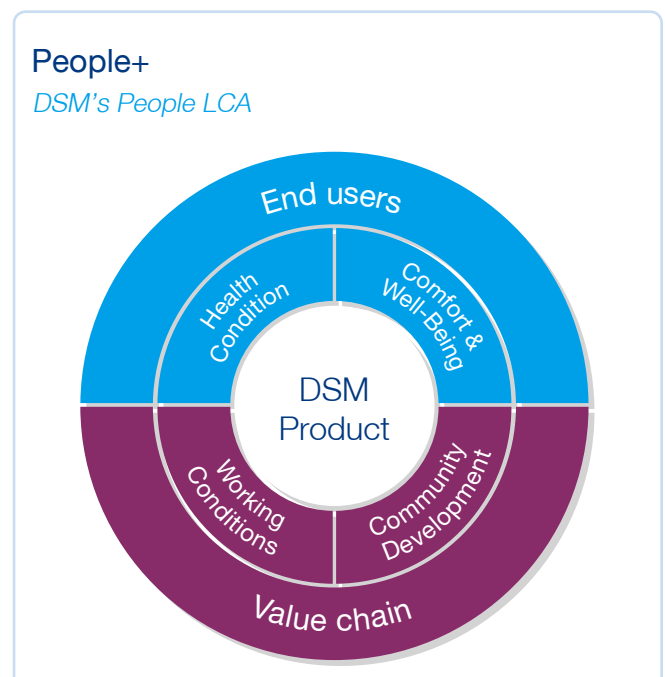 People+
DSM's People LCA
End users
Health
Condition
Comfort &
Well-Being
DSM
Product
Working
Conditions
Community
Development
Value chain